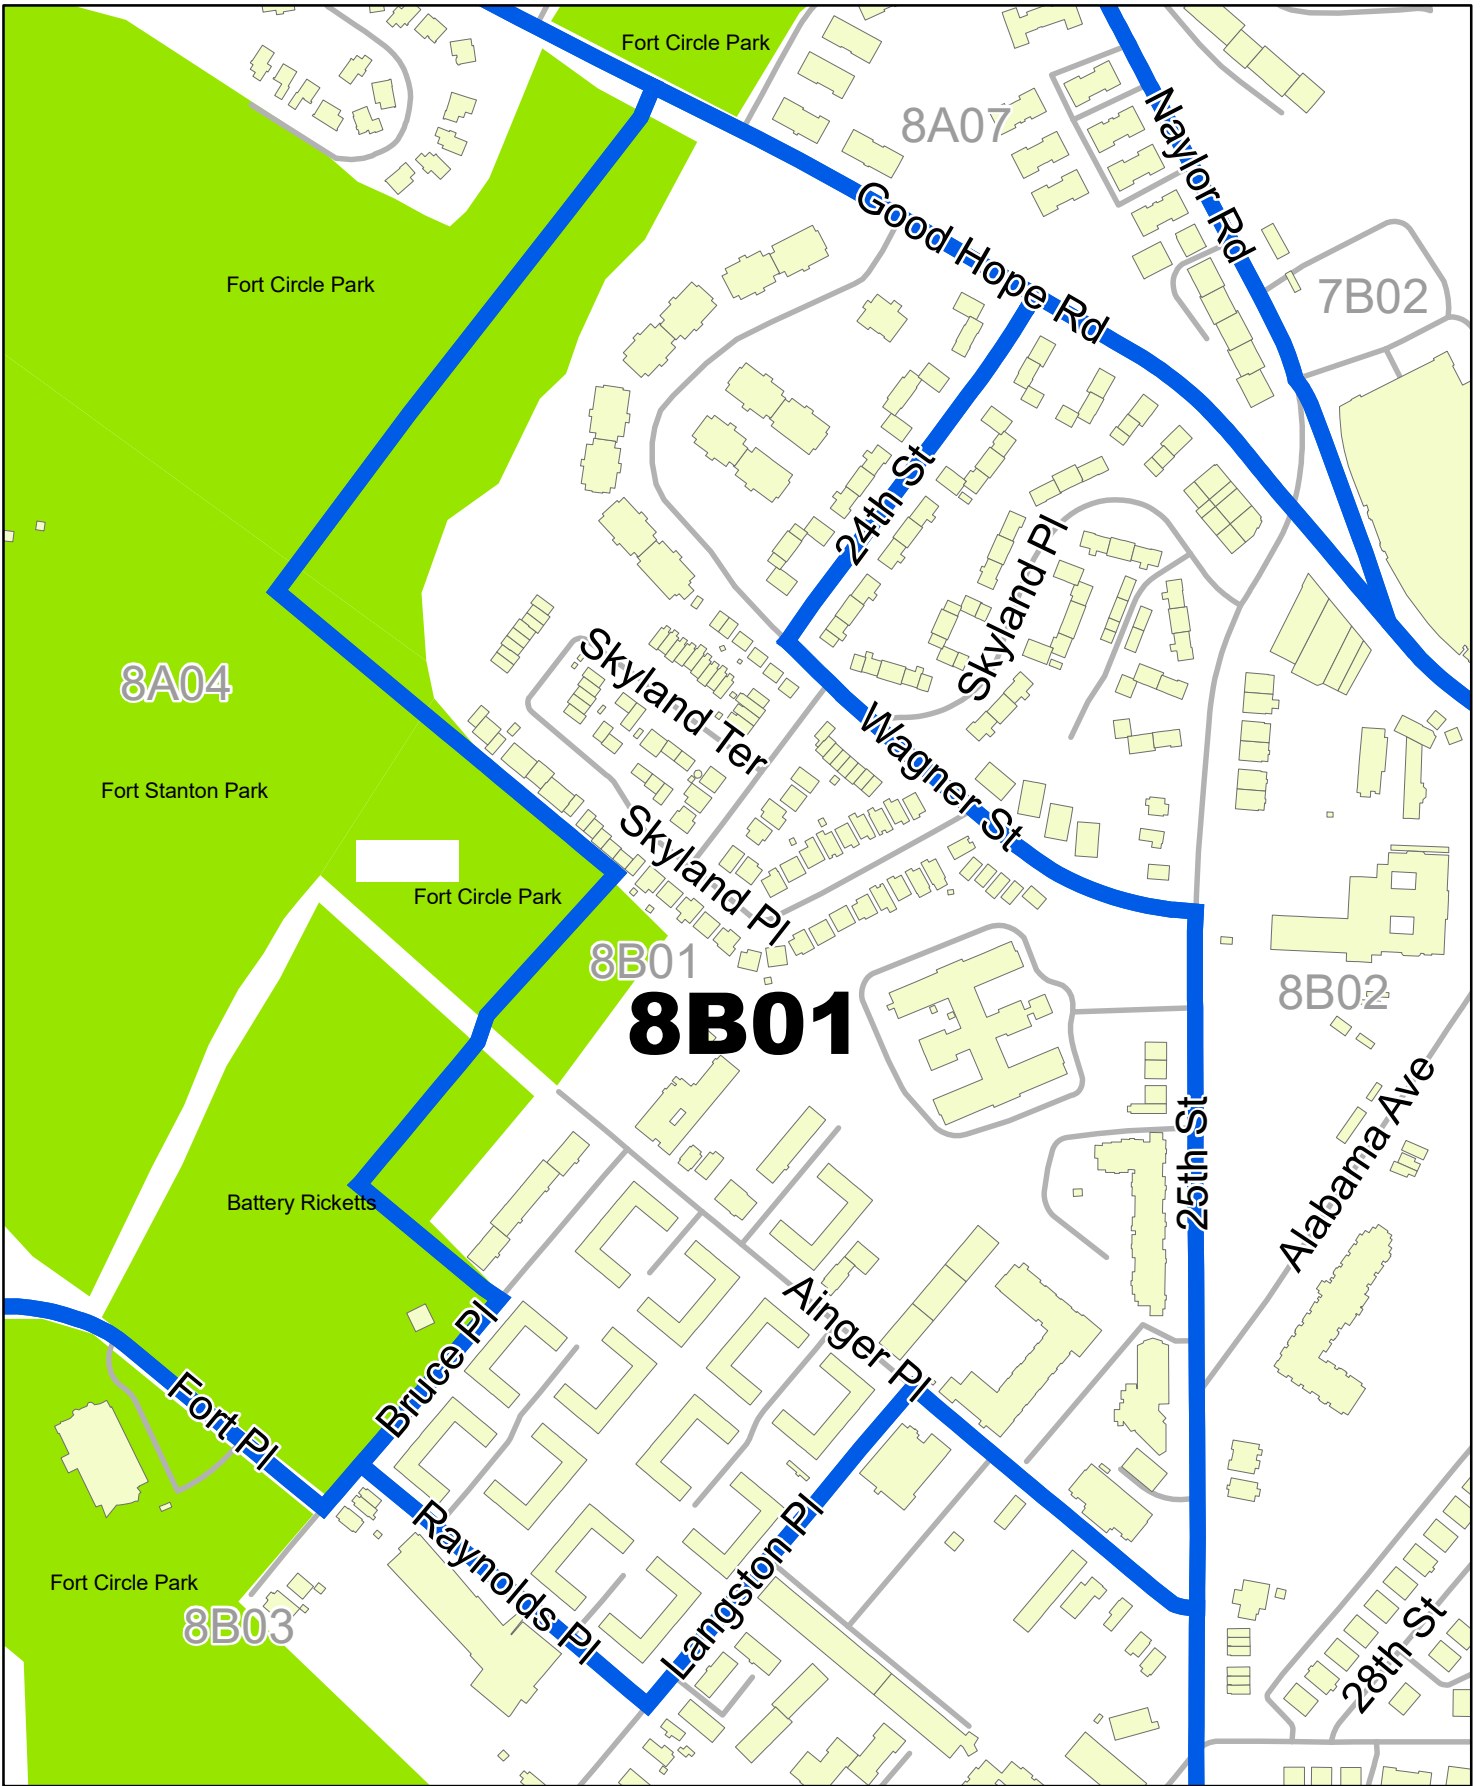 Fort Circle Park
8A07
Naylor Rd
Good Hope Rd
Fort Circle Park
7B02
24th St
Skyland Pl
8A04
Skyland Ter
Wagner St
Fort Stanton Park
Skyland Pl
Fort Circle Park
8B01
8B02
8B01
Alabama Ave
25th St
Battery Ricketts
Ainger Pl
Bruce Pl
Fort Pl
Raynolds Pl
Langston Pl
Fort Circle Park
8B03
28th St